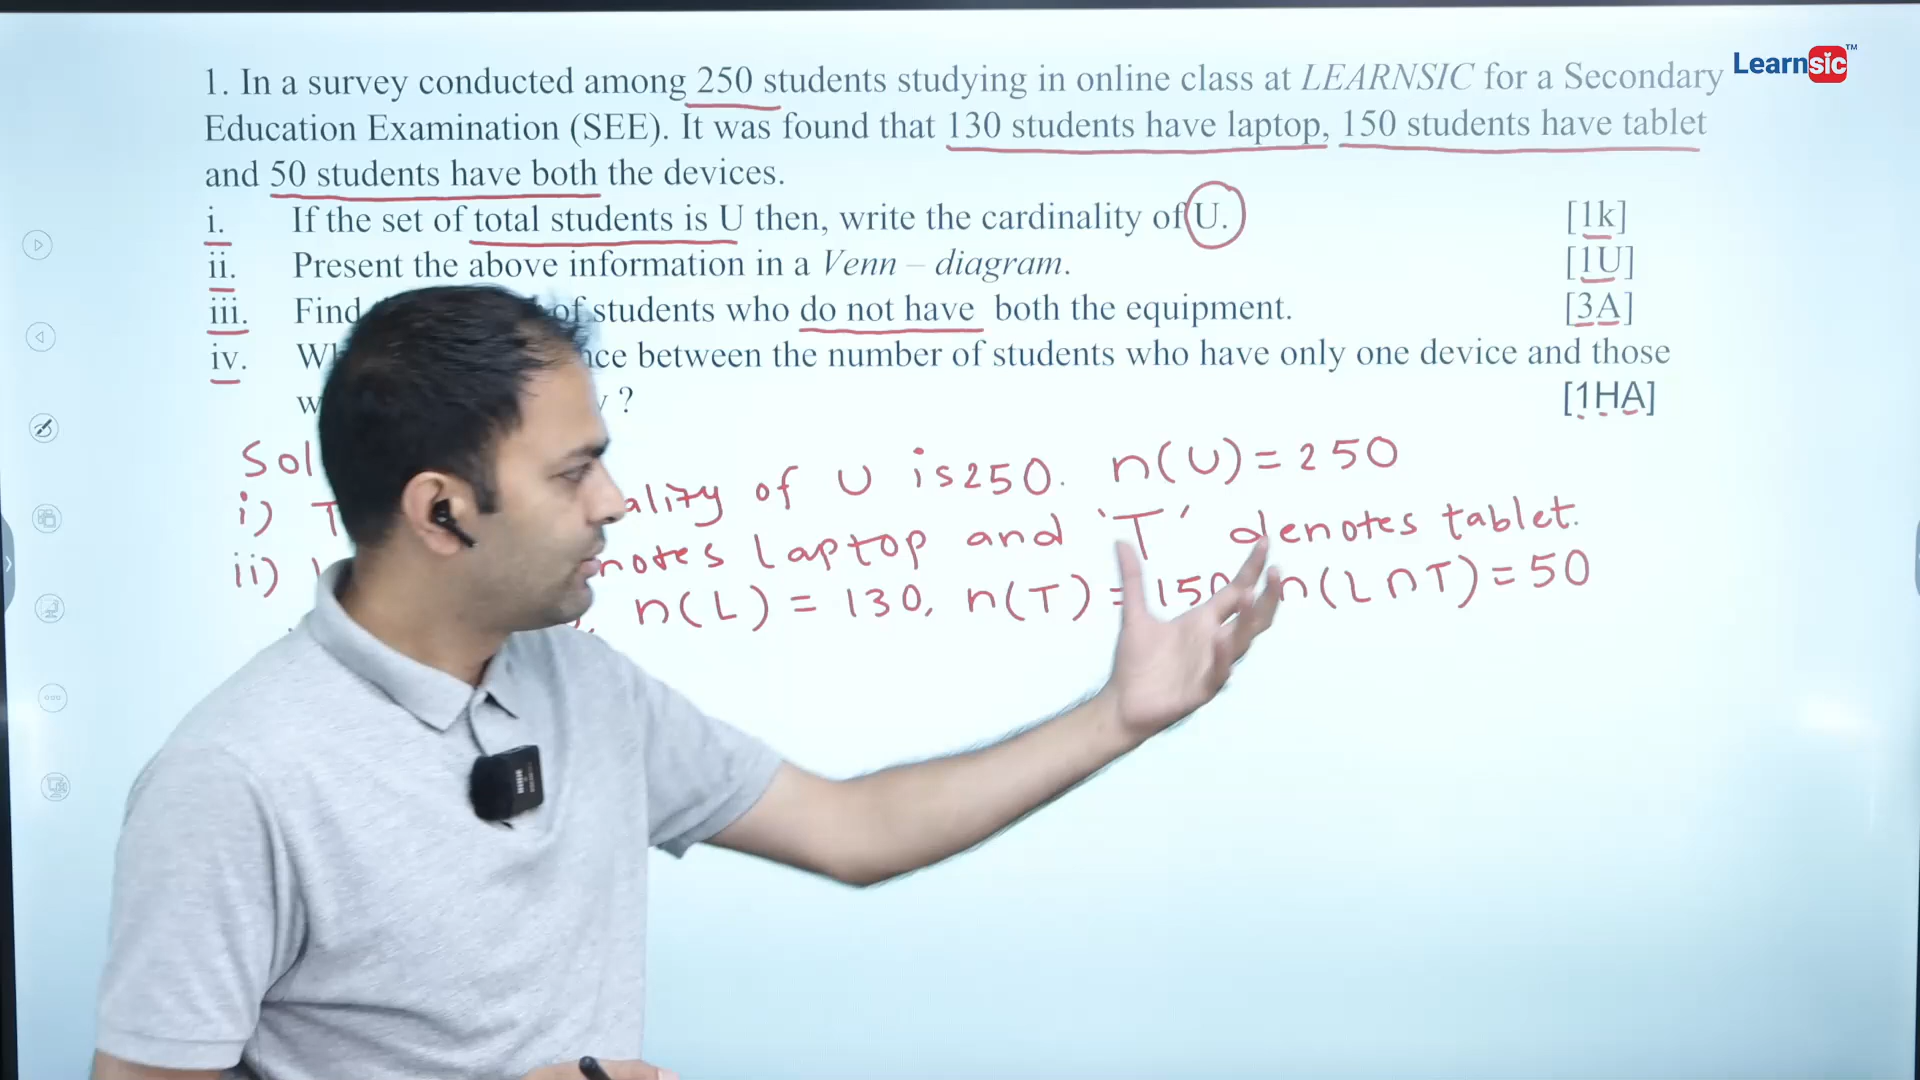 Learnsic™
1. In a survey conducted among 250 students studying in online class at LEARNSIC for a Secondary
Education Examination (SEE). It was found that 130 students have laptop, 150 students have tablet
and 50 students have both the devices.
i. If the set of total students is U then, write the cardinality of U. [1k]
ii. Present the above information in a Venn – diagram. [1U]
iii. Find of students who do not have both the equipment. [3A]
iv. between the number of students who have only one device and those
? [1HA]
Sol
i) ality of U is 250. n(U) = 250
ii) notes laptop and 'T' denotes tablet.
n(L) = 130, n(T) = 150, n(L∩T) = 50